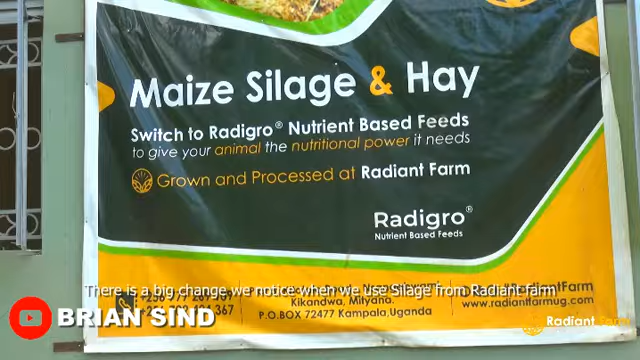 Maize Silage & Hay
Switch to Radigro® Nutrient Based Feeds
to give your animal the nutritional power it needs
Grown and Processed at Radiant Farm
Radigro®
Nutrient Based Feeds
There is a big change we notice when we use Silage from Radiant farm
Kikandwa, Mityana.
www.radiantfarmug.com
P.O.BOX 72477 Kampala,Uganda
BRIAN SIND
Radiant Farm